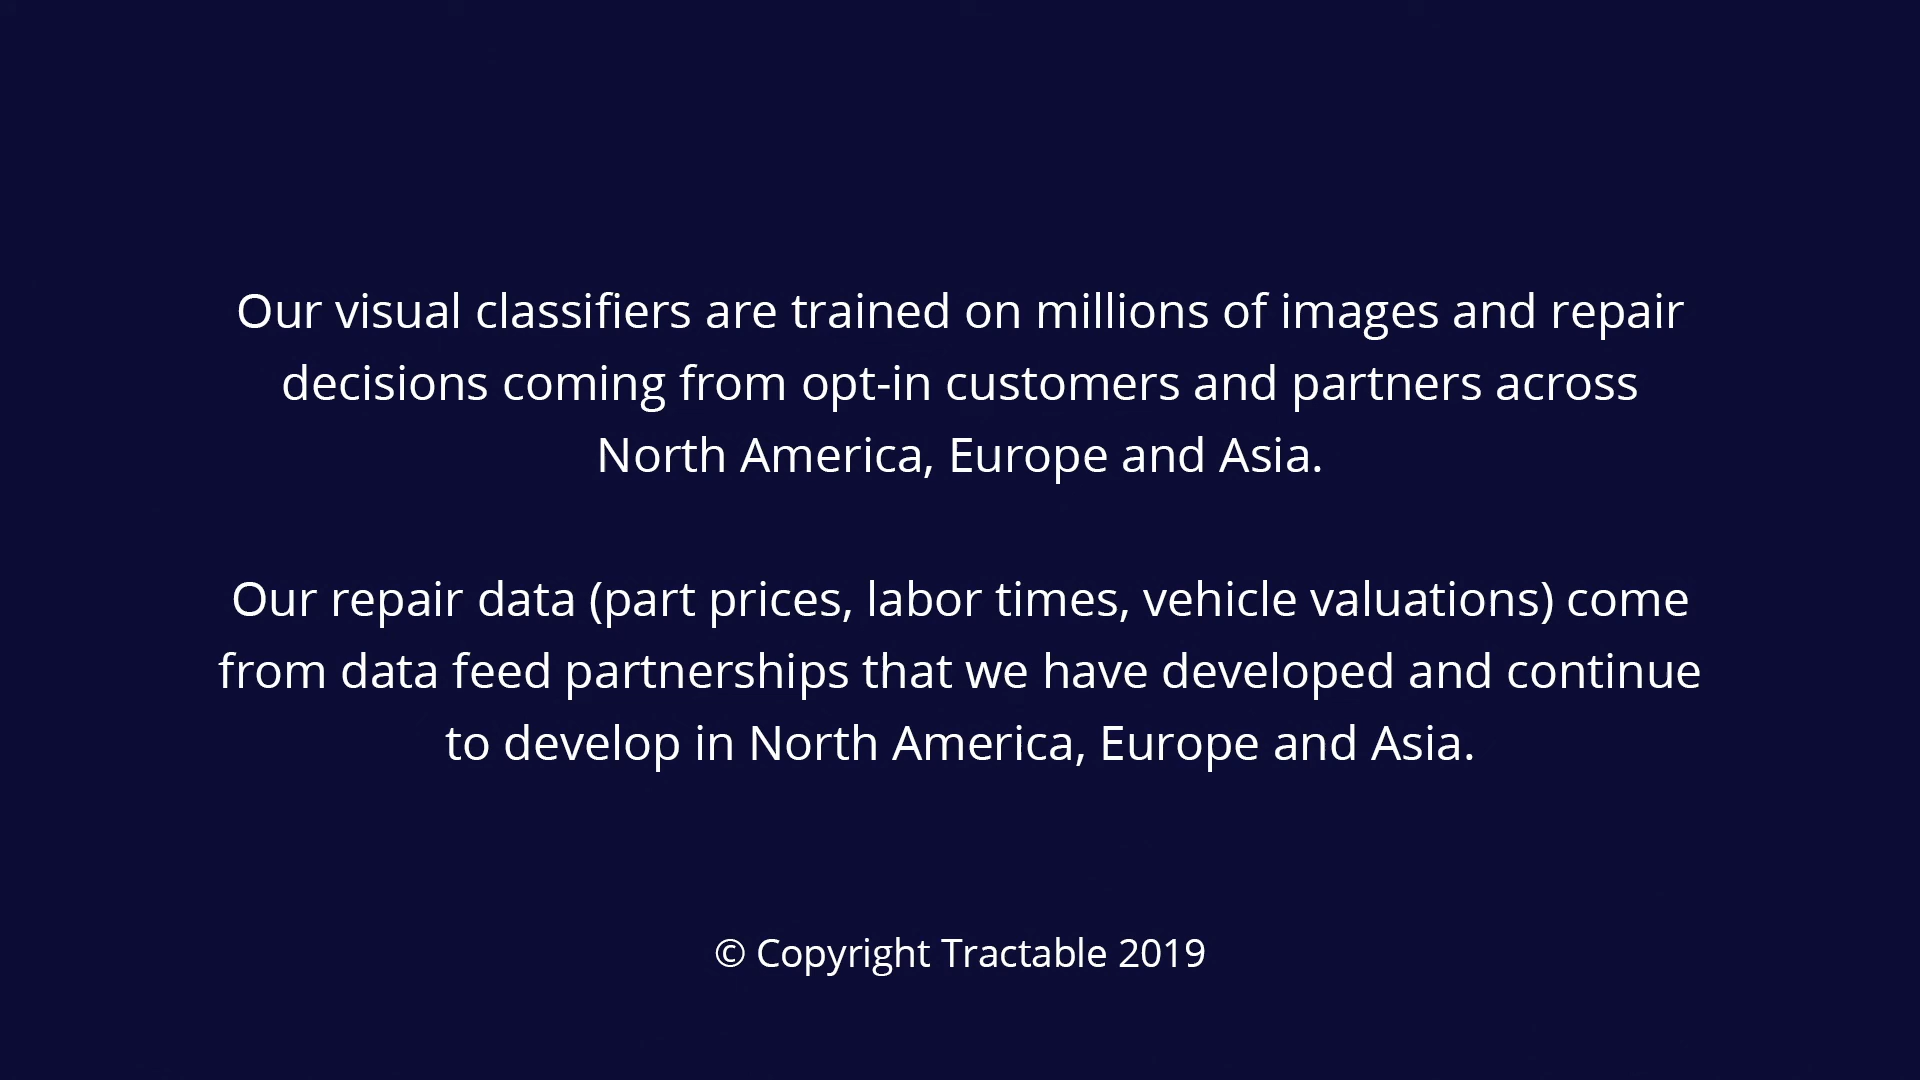 Our visual classifiers are trained on millions of images and repair
decisions coming from opt-in customers and partners across
North America, Europe and Asia.
Our repair data (part prices, labor times, vehicle valuations) come
from data feed partnerships that we have developed and continue
to develop in North America, Europe and Asia.
© Copyright Tractable 2019